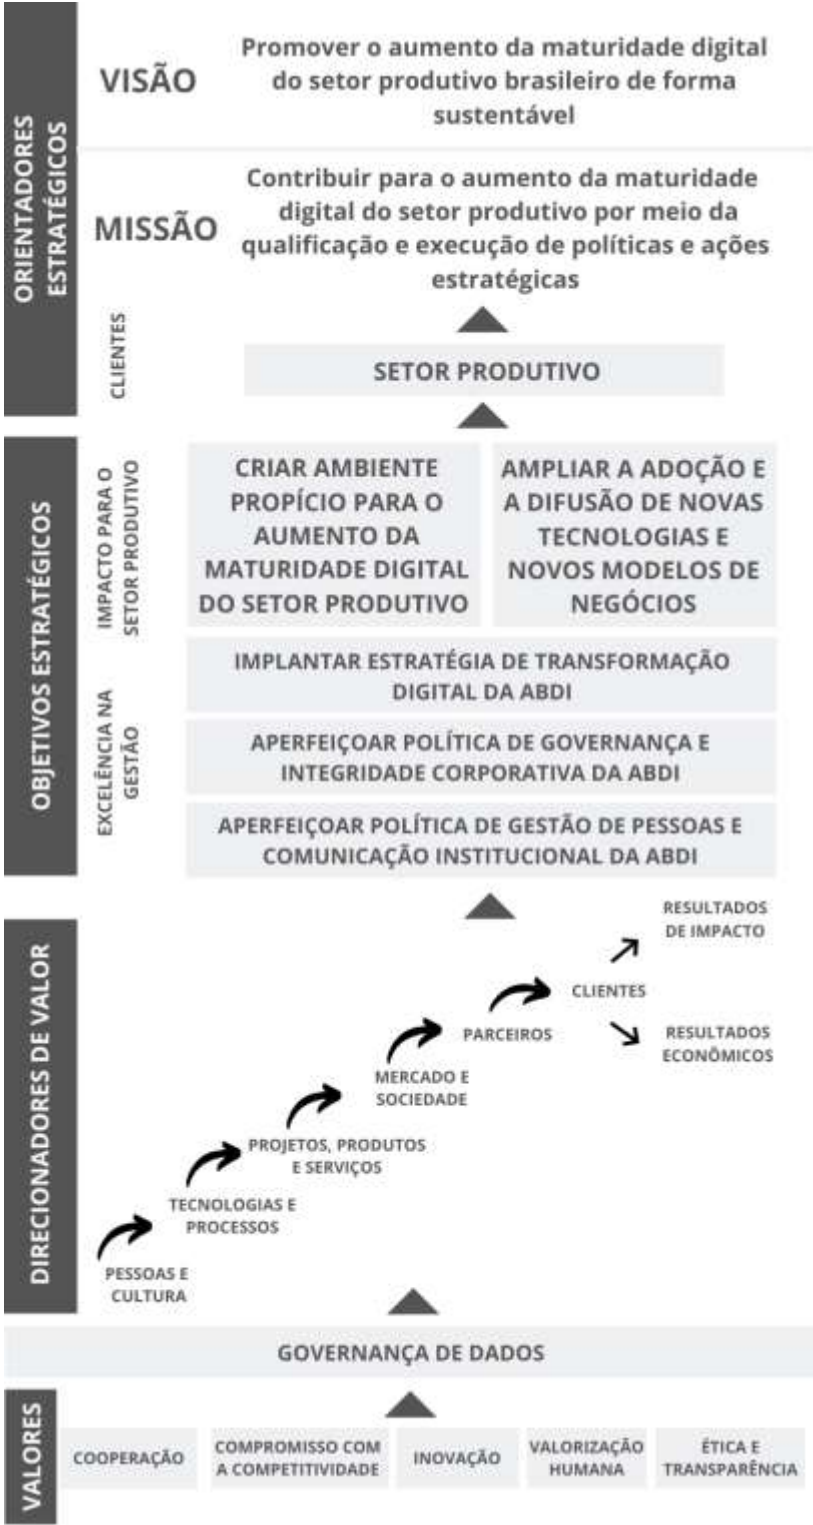 ORIENTADORES
ESTRATÉGICOS
VISÃO
Promover o aumento da maturidade digital
do setor produtivo brasileiro de forma
sustentável
MISSÃO
Contribuir para o aumento da maturidade
digital do setor produtivo por meio da
qualificação e execução de políticas e ações
estratégicas
CLIENTES
SETOR PRODUTIVO
OBJETIVOS ESTRATÉGICOS
IMPACTO PARA O
SETOR PRODUTIVO
CRIAR AMBIENTE
PROPÍCIO PARA O
AUMENTO DA
MATURIDADE DIGITAL
DO SETOR PRODUTIVO
AMPLIAR A ADOÇÃO E
A DIFUSÃO DE NOVAS
TECNOLOGIAS E
NOVOS MODELOS DE
NEGÓCIOS
EXCELÊNCIA NA
GESTÃO
IMPLANTAR ESTRATÉGIA DE TRANSFORMAÇÃO
DIGITAL DA ABDI
APERFEIÇOAR POLÍTICA DE GOVERNANÇA E
INTEGRIDADE CORPORATIVA DA ABDI
APERFEIÇOAR POLÍTICA DE GESTÃO DE PESSOAS E
COMUNICAÇÃO INSTITUCIONAL DA ABDI
DIRECIONADORES DE VALOR
RESULTADOS
DE IMPACTO
CLIENTES
RESULTADOS
ECONÔMICOS
PARCEIROS
MERCADO E
SOCIEDADE
PROJETOS, PRODUTOS
E SERVIÇOS
TECNOLOGIAS E
PROCESSOS
PESSOAS E
CULTURA
GOVERNANÇA DE DADOS
VALORES
COOPERAÇÃO
COMPROMISSO COM
A COMPETITIVIDADE
INOVAÇÃO
VALORIZAÇÃO
HUMANA
ÉTICA E
TRANSPARÊNCIA